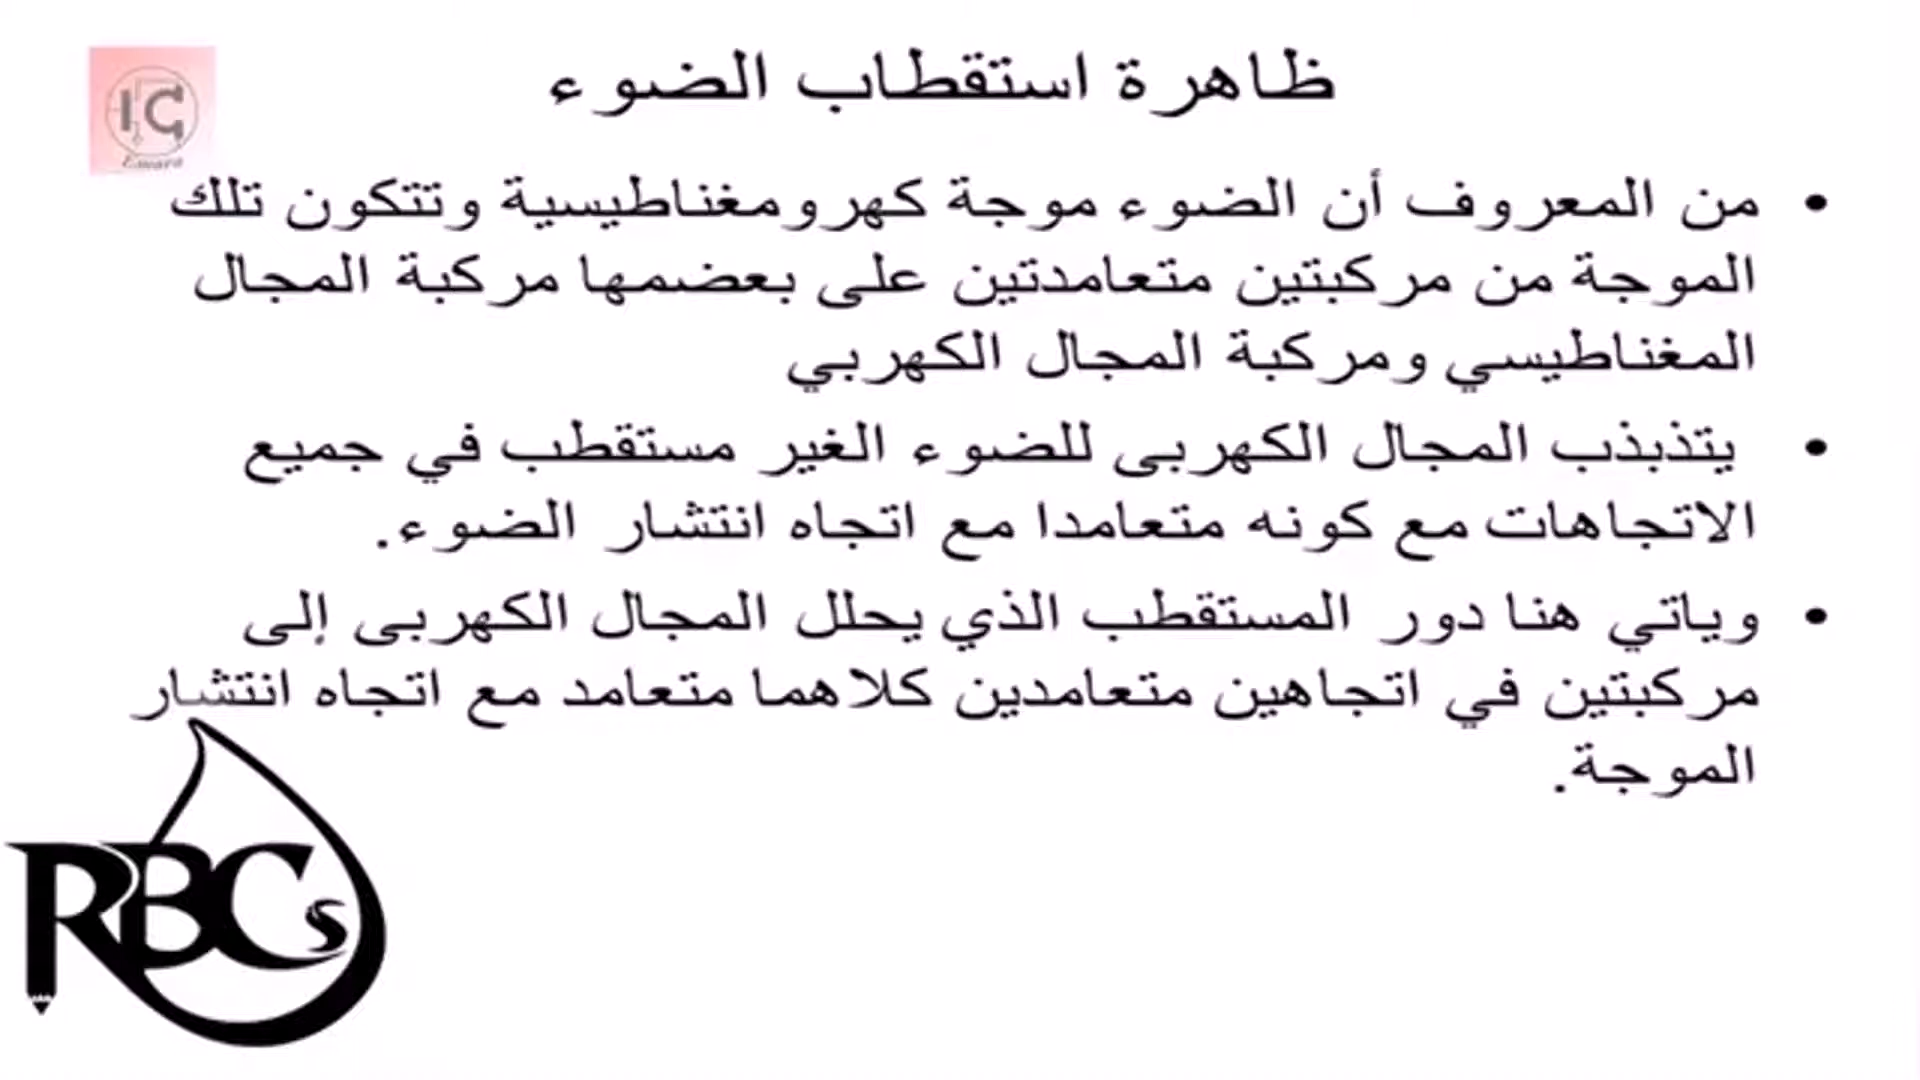 ظاهرة استقطاب الضوء
IG
Emara
• من المعروف أن الضوء موجة كهرومغناطيسية وتتكون تلك
الموجة من مركبتين متعامدتين على بعضها مركبة المجال
المغناطيسي ومركبة المجال الكهربي
• يتذبذب المجال الكهربى للضوء الغير مستقطب في جميع
الاتجاهات مع كونه متعامدا مع اتجاه انتشار الضوء.
• وياتي هنا دور المستقطب الذي يحلل المجال الكهربى إلى
مركبتين في اتجاهين متعامدين كلاهما متعامد مع اتجاه انتشار
الموجة.
RBCs